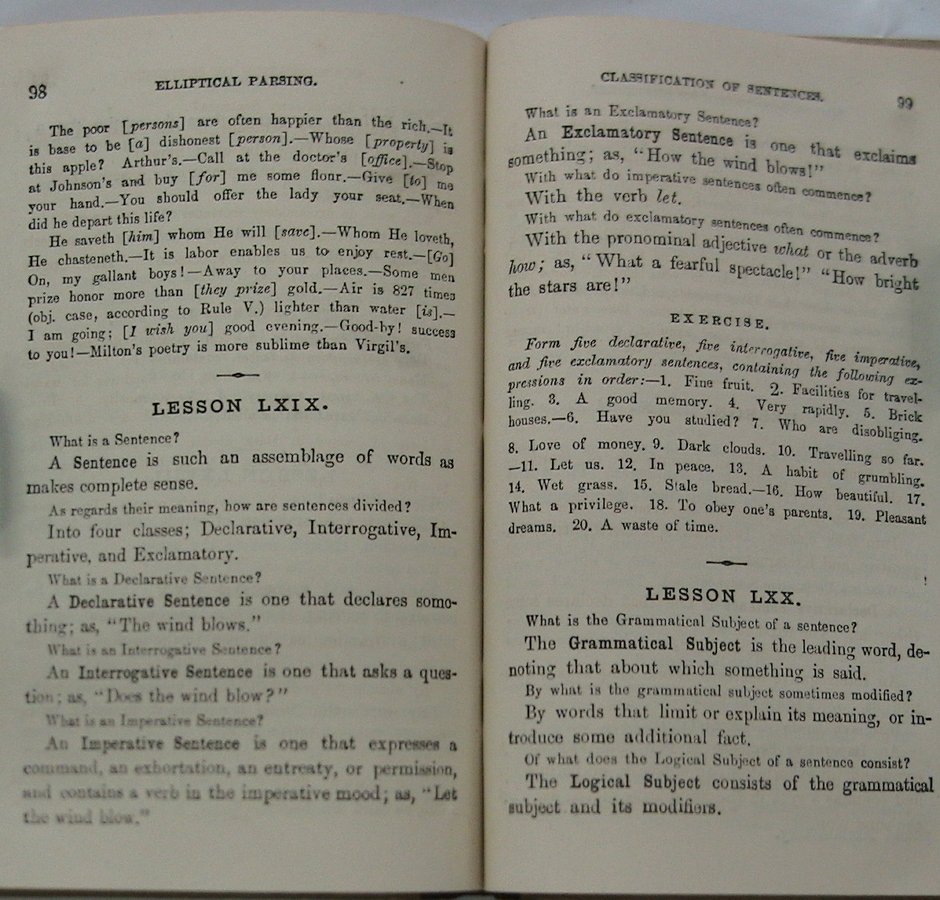 98 ELLIPTICAL PARSING.
The poor [persons] are often happier than the rich.—It
is base to be [a] dishonest [person].—Whose [property] is
this apple? Arthur's.—Call at the doctor's [office].—Stop
at Johnson's and buy [for] me some flour.—Give [to] me
your hand.—You should offer the lady your seat.—When
did he depart this life?
He saveth [him] whom He will [save].—Whom He loveth,
He chasteneth.—It is labor enables us to enjoy rest.—[Go]
On, my gallant boys!—Away to your places.—Some men
prize honor more than [they prize] gold.—Air is 827 times
(obj. case, according to Rule V.) lighter than water [is].—
I am going; [I wish you] good evening.—Good-by! success
to you!—Milton's poetry is more sublime than Virgil's.
LESSON LXIX.
What is a Sentence?
A Sentence is such an assemblage of words as
makes complete sense.
As regards their meaning, how are sentences divided?
Into four classes; Declarative, Interrogative, Im-
perative, and Exclamatory.
What is a Declarative Sentence?
A Declarative Sentence is one that declares some-
thing; as, "The wind blows."
What is an Interrogative Sentence?
An Interrogative Sentence is one that asks a ques-
tion; as, "Does the wind blow?"
What is an Imperative Sentence?
An Imperative Sentence is one that expresses a
command, an exhortation, an entreaty, or permission,
and contains a verb in the imperative mood; as, "Let
the wind blow."
CLASSIFICATION OF SENTENCES. 99
What is an Exclamatory Sentence?
An Exclamatory Sentence is one that exclaims
something; as, "How the wind blows!"
With what do imperative sentences often commence?
With the verb let.
With what do exclamatory sentences often commence?
With the pronominal adjective what or the adverb
how; as, "What a fearful spectacle!" "How bright
the stars are!"
EXERCISE.
Form five declarative, five interrogative, five imperative,
and five exclamatory sentences, containing the following ex-
pressions in order:—1. Fine fruit. 2. Facilities for travel-
ling. 3. A good memory. 4. Very rapidly. 5. Brick
houses.—6. Have you studied? 7. Who are disobliging.
8. Love of money. 9. Dark clouds. 10. Travelling so far.
—11. Let us. 12. In peace. 13. A habit of grumbling.
14. Wet grass. 15. Stale bread.—16. How beautiful. 17.
What a privilege. 18. To obey one's parents. 19. Pleasant
dreams. 20. A waste of time.
LESSON LXX.
What is the Grammatical Subject of a sentence?
The Grammatical Subject is the leading word, de-
noting that about which something is said.
By what is the grammatical subject sometimes modified?
By words that limit or explain its meaning, or in-
troduce some additional fact.
Of what does the Logical Subject of a sentence consist?
The Logical Subject consists of the grammatical
subject and its modifiers.